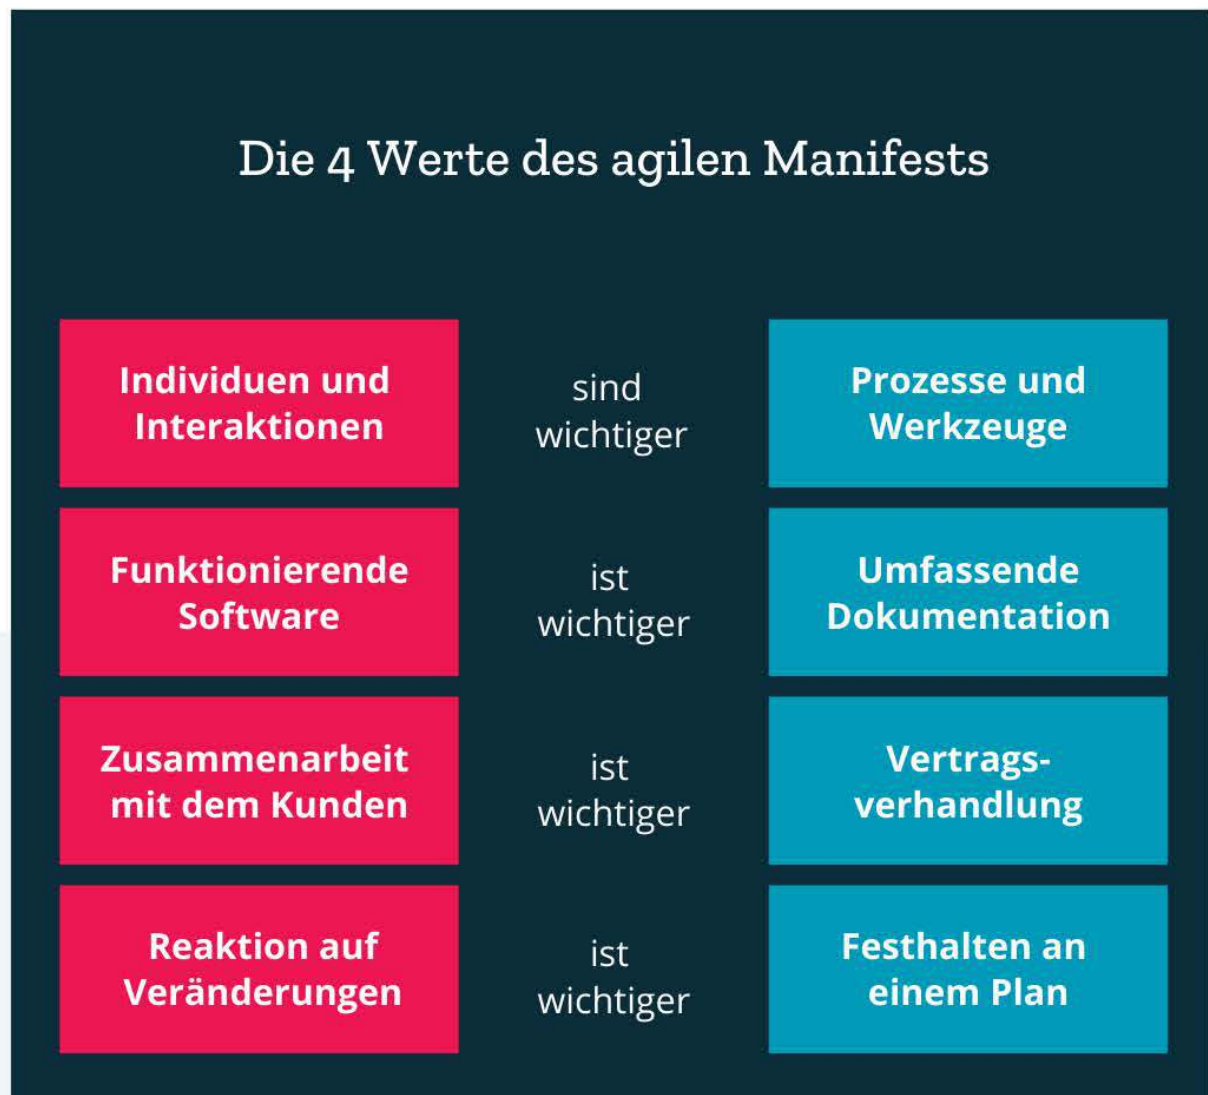 Die 4 Werte des agilen Manifests
Individuen und
Interaktionen
sind
wichtiger
Prozesse und
Werkzeuge
Funktionierende
Software
ist
wichtiger
Umfassende
Dokumentation
Zusammenarbeit
mit dem Kunden
ist
wichtiger
Vertrags-
verhandlung
Reaktion auf
Veränderungen
ist
wichtiger
Festhalten an
einem Plan